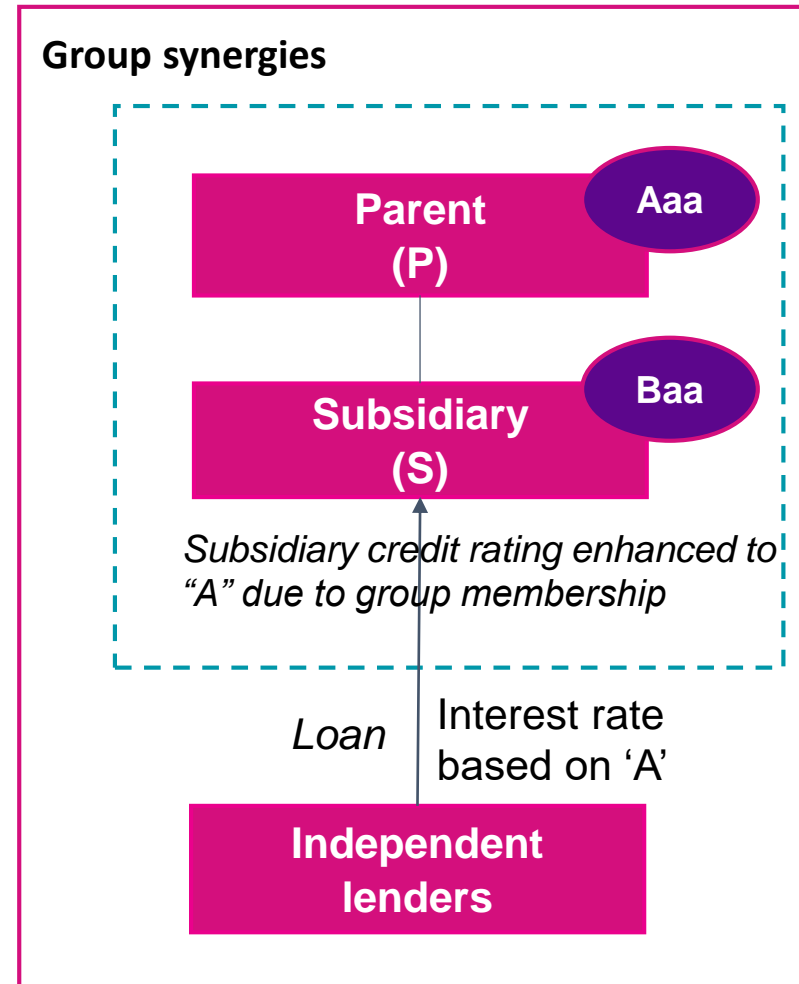 Group synergies
Parent
(P)
Aaa
Subsidiary
(S)
Baa
Subsidiary credit rating enhanced to
“A” due to group membership
Loan
Interest rate
based on ‘A’
Independent
lenders